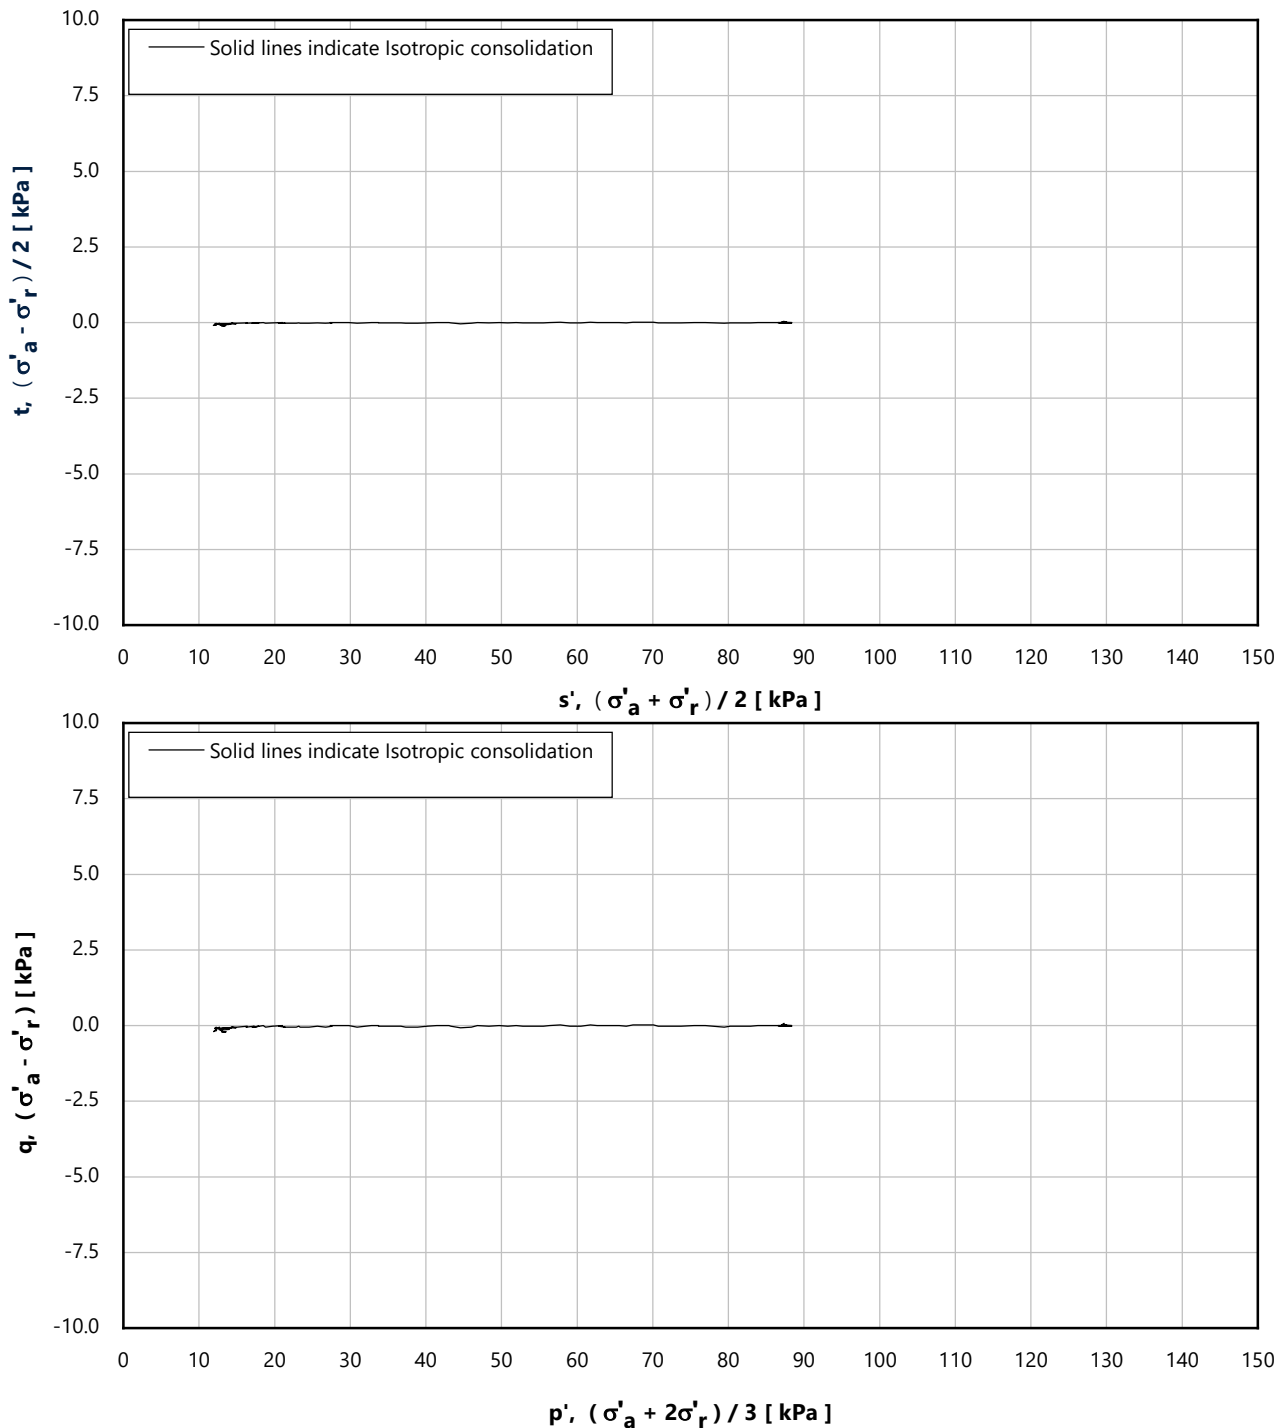 10.0
Solid lines indicate Isotropic consolidation
7.5
5.0
2.5
0.0
-2.5
-5.0
-7.5
-10.0
t, (σ'a - σ'r) / 2 [ kPa ]
0 10 20 30 40 50 60 70 80 90 100 110 120 130 140 150
s', (σ'a + σ'r) / 2 [ kPa ]
10.0
Solid lines indicate Isotropic consolidation
7.5
5.0
2.5
0.0
-2.5
-5.0
-7.5
-10.0
q, (σ'a - σ'r) [ kPa ]
0 10 20 30 40 50 60 70 80 90 100 110 120 130 140 150
p', (σ'a + 2σ'r) / 3 [ kPa ]